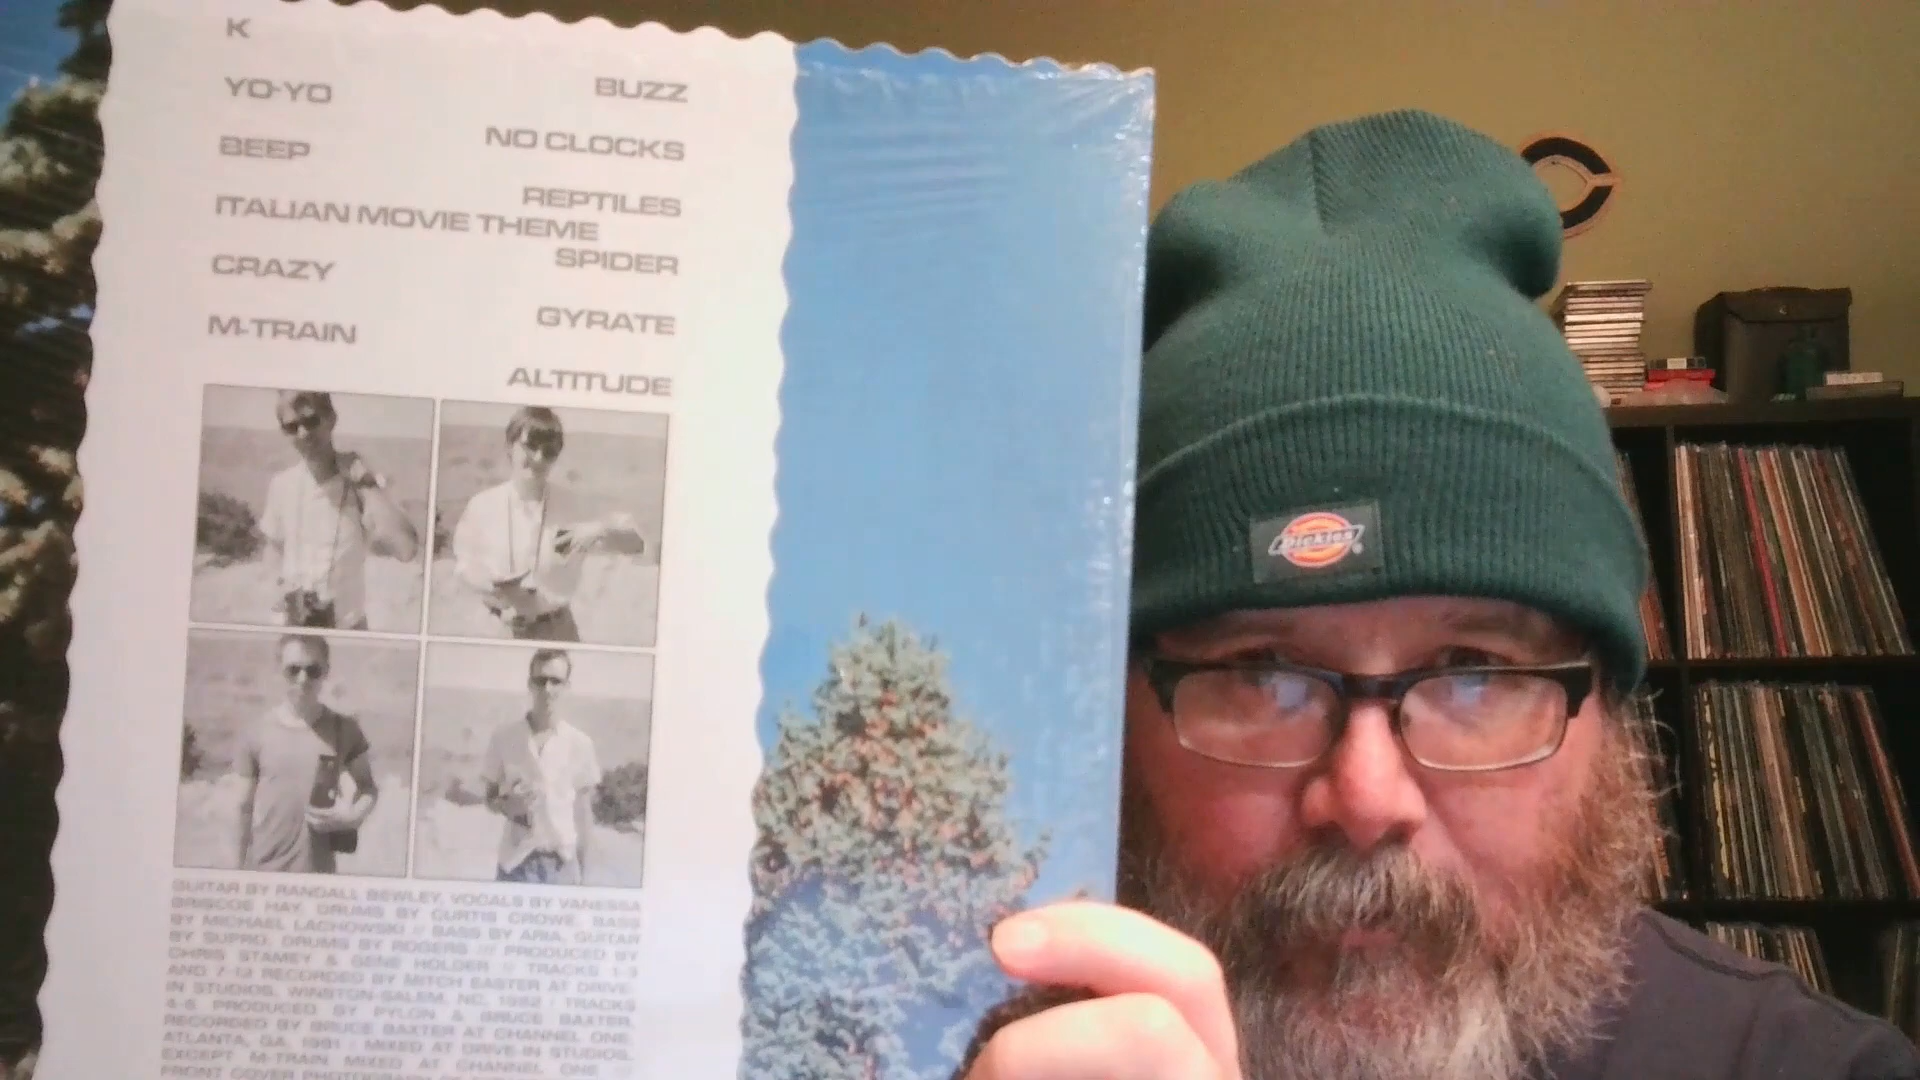 K
YO-YO
BUZZ
BEEP
NO CLOCKS
REPTILES
ITALIAN MOVIE THEME
SPIDER
CRAZY
GYRATE
M-TRAIN
ALTITUDE
GUITAR BY RANDALL BEWLEY, VOCALS BY VANESSA
BRISCOE HAY, DRUMS BY CURTIS CROWE, BASS
BY MICHAEL LACHOWSKI // BASS BY ARIA, GUITAR
BY SUPRO, DRUMS BY ROGERS /// PRODUCED BY
CHRIS STAMEY & GENE HOLDER // TRACKS 1-3
AND 7-12 RECORDED BY MITCH EASTER AT DRIVE-
IN STUDIOS, WINSTON-SALEM, NC, 1982 / TRACKS
4-6 PRODUCED BY PYLON & BRUCE BAXTER,
RECORDED BY BRUCE BAXTER AT CHANNEL ONE,
ATLANTA, GA, 1981 / MIXED AT DRIVE-IN STUDIOS,
EXCEPT M-TRAIN MIXED AT CHANNEL ONE ///
FRONT COVER PHOTOGRAPH
Dickies